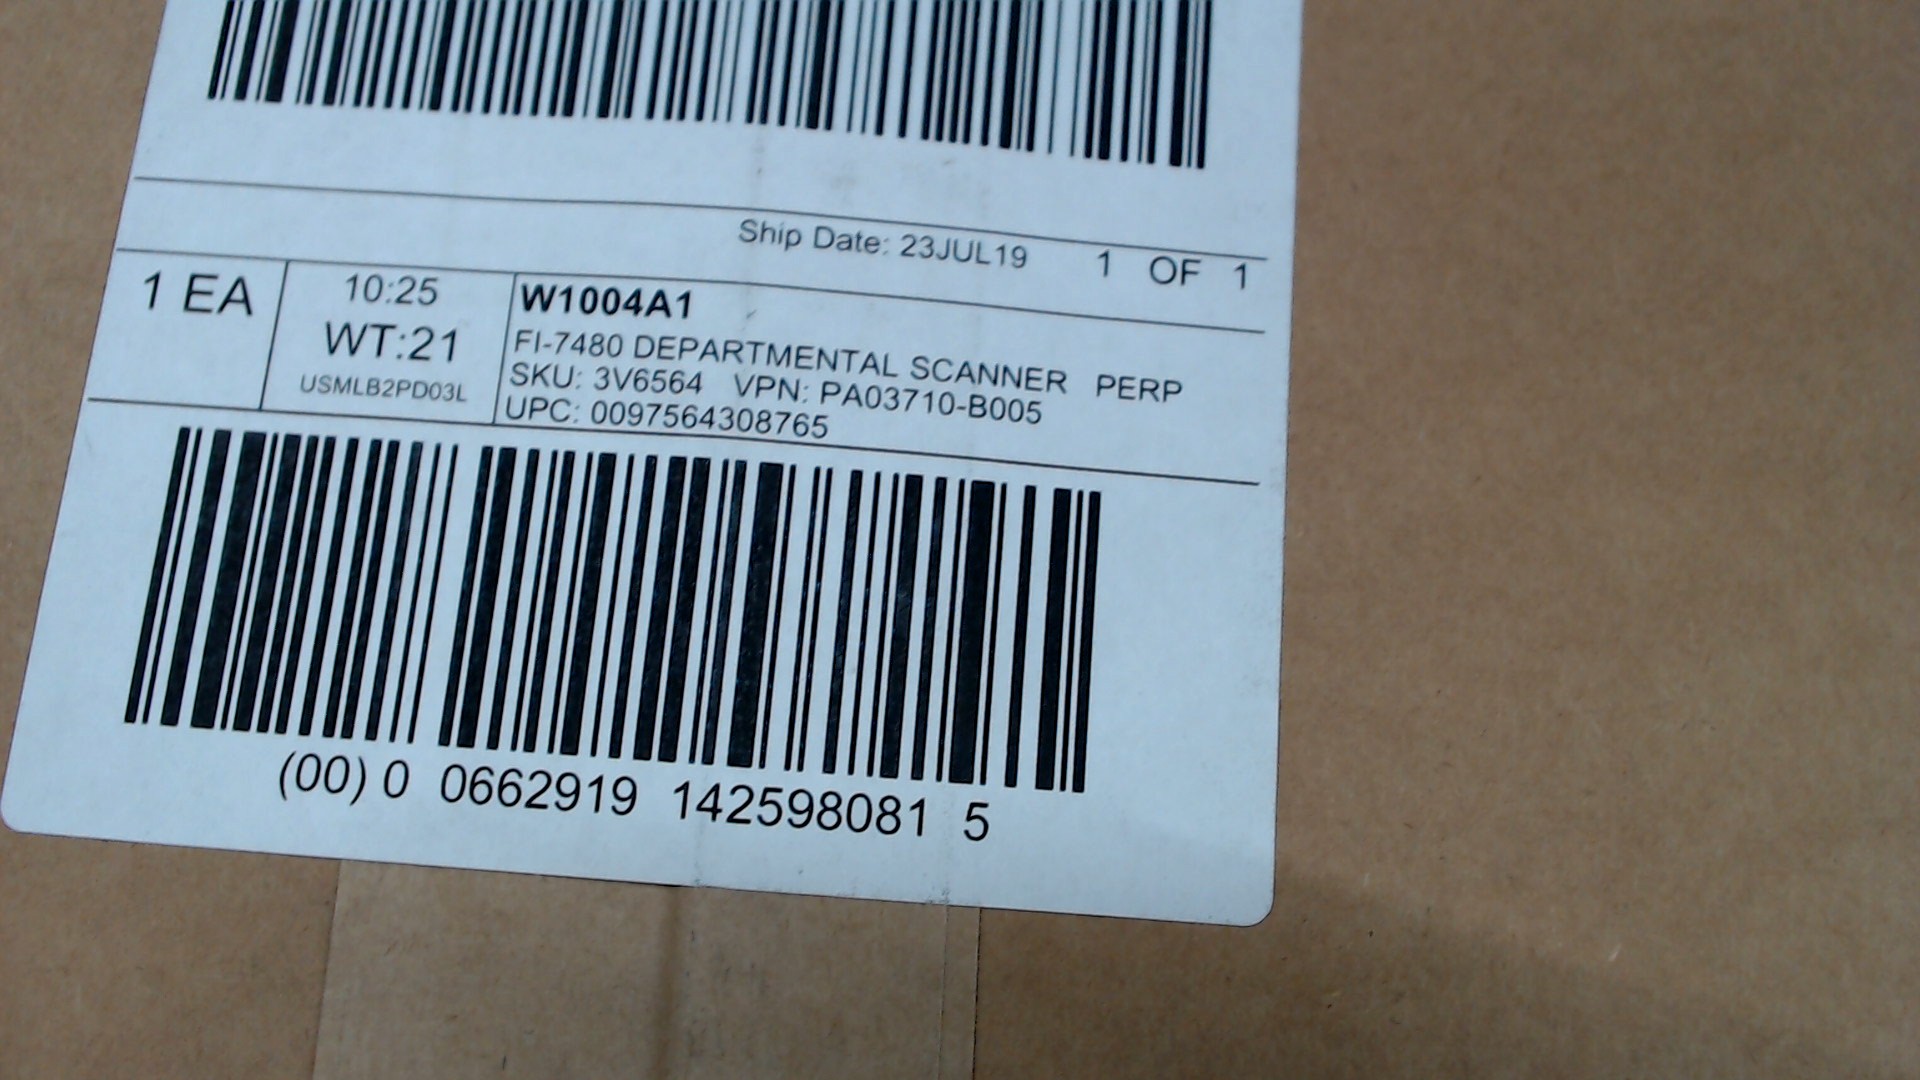 Ship Date: 23JUL19 1 OF 1
1 EA
10:25
WT:21
USMLB2PD03L
W1004A1
FI-7480 DEPARTMENTAL SCANNER PERP
SKU: 3V6564 VPN: PA03710-B005
UPC: 0097564308765
(00) 0 0662919 142598081 5